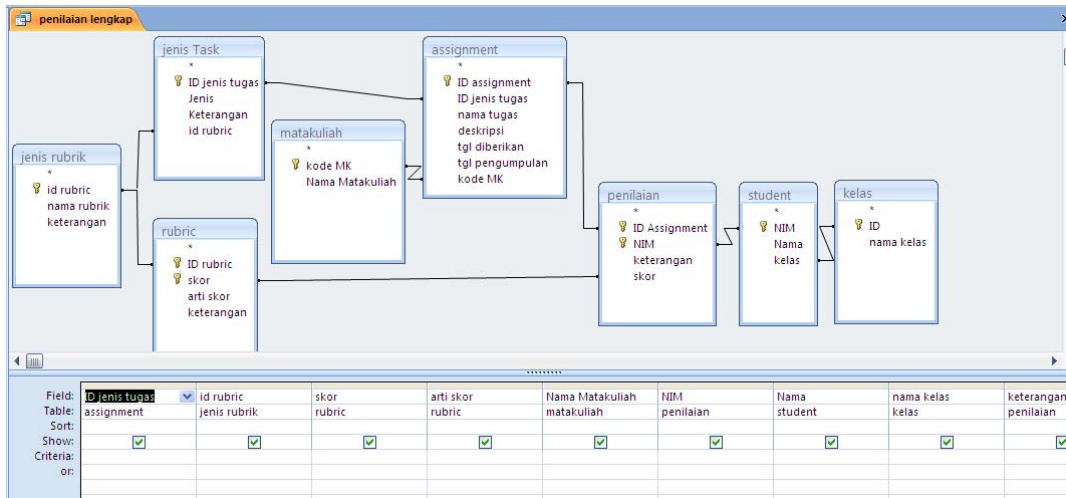 penilaian lengkap
jenis Task
*
ID jenis tugas
Jenis
Keterangan
id rubric
assignment
*
ID assignment
ID jenis tugas
nama tugas
deskripsi
tgl diberikan
tgl pengumpulan
kode MK
matakuliah
*
kode MK
Nama Matakuliah
jenis rubrik
*
id rubric
nama rubrik
keterangan
rubric
*
ID rubric
skor
arti skor
keterangan
penilaian
*
ID Assignment
NIM
keterangan
skor
student
*
NIM
Nama
kelas
kelas
*
ID
nama kelas
Field: ID jenis tugas id rubric skor arti skor Nama Matakuliah NIM Nama nama kelas keterangan
Table: assignment jenis rubrik rubric rubric matakuliah penilaian student kelas penilaian
Sort:
Show:
Criteria:
or: